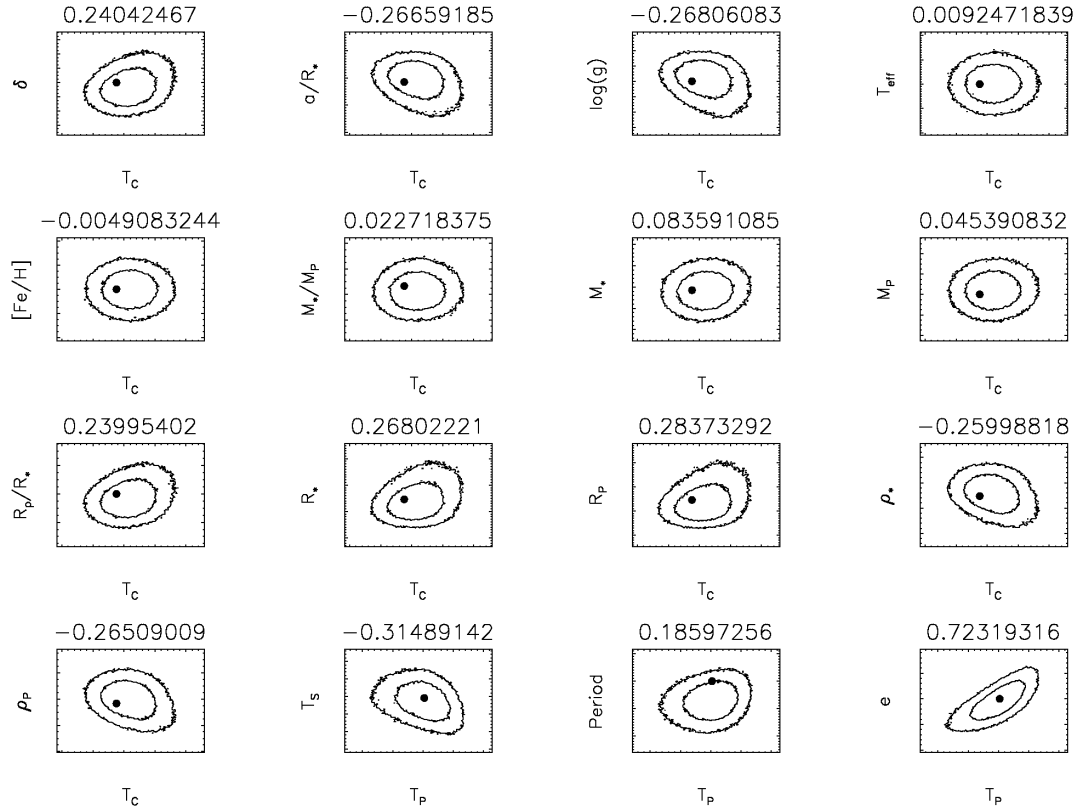 0.24042467
−0.26659185
−0.26806083
0.0092471839
δ
a/R*
log(g)
Teff
TC
TC
TC
TC
−0.0049083244
0.022718375
0.083591085
0.045390832
[Fe/H]
M*/MP
M*
MP
TC
TC
TC
TC
0.23995402
0.26802221
0.28373292
−0.25998818
Rp/R*
R*
RP
ρ*
TC
TC
TC
TC
−0.26509009
−0.31489142
0.18597256
0.72319316
ρP
TS
Period
e
TC
TP
TP
TP